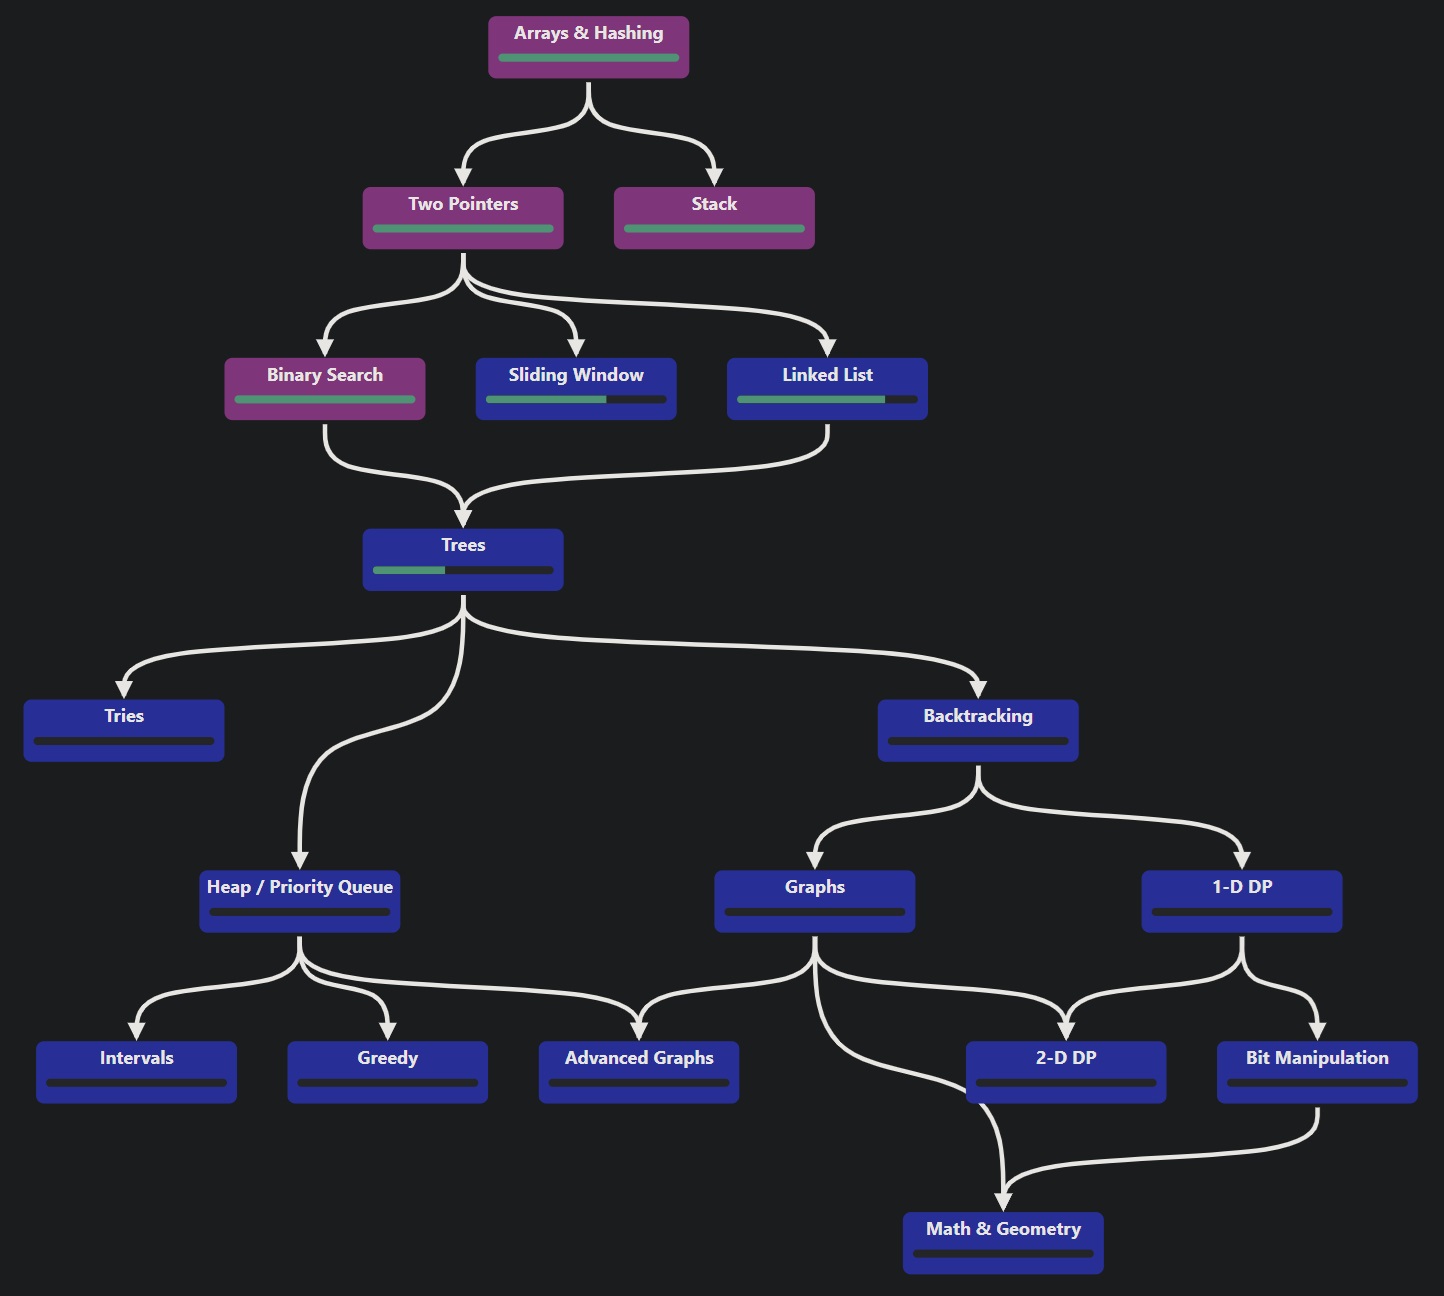 Arrays & Hashing
Two Pointers
Stack
Binary Search
Sliding Window
Linked List
Trees
Tries
Backtracking
Heap / Priority Queue
Graphs
1-D DP
Intervals
Greedy
Advanced Graphs
2-D DP
Bit Manipulation
Math & Geometry